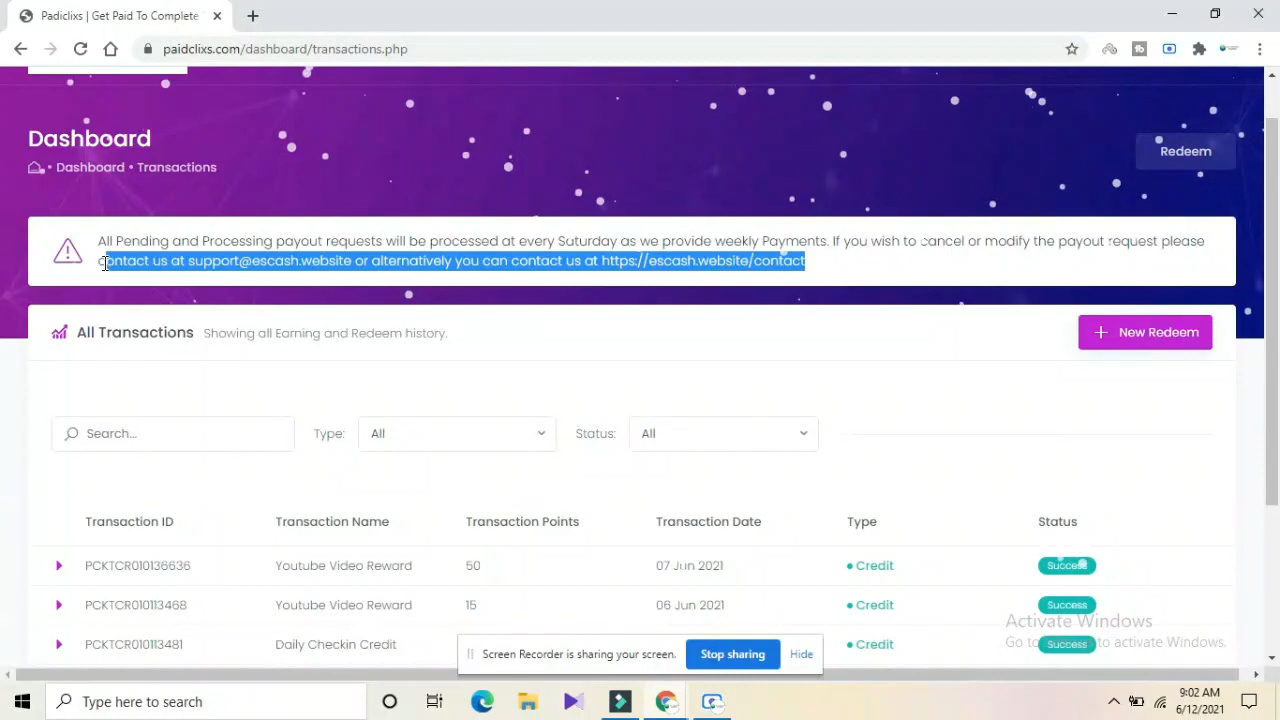 Padiclixs | Get Paid To Complete
paidclixs.com/dashboard/transactions.php
Dashboard
Dashboard • Transactions
Redeem
All Pending and Processing payout requests will be processed at every Suturday as we provide weekly Payments. If you wish to cancel or modify the payout request please
contact us at support@escash.website or alternatively you can contact us at https://escash.website/contact
All Transactions Showing all Earning and Redeem history.
+ New Redeem
Search...
Type: All
Status: All
Transaction ID Transaction Name Transaction Points Transaction Date Type Status
PCKTCR010136636 Youtube Video Reward 50 07 Jun 2021 • Credit Success
PCKTCR010113468 Youtube Video Reward 15 06 Jun 2021 • Credit Success
PCKTCR010113481 Daily Checkin Credit • Credit Success
Activate Windows
Go to to activate Windows.
Screen Recorder is sharing your screen. Stop sharing Hide
Type here to search
9:02 AM
6/12/2021